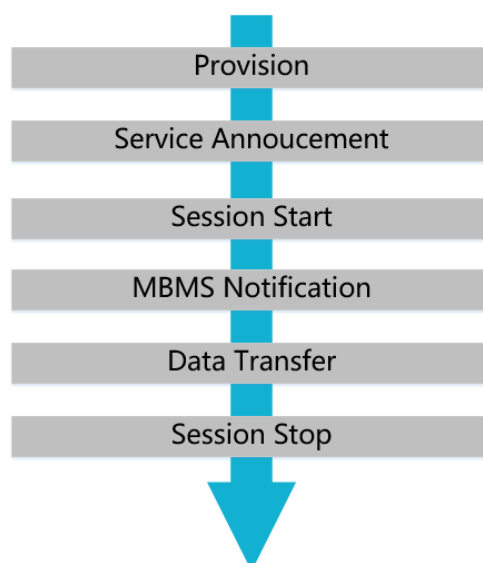 Provision
Service Annoucement
Session Start
MBMS Notification
Data Transfer
Session Stop